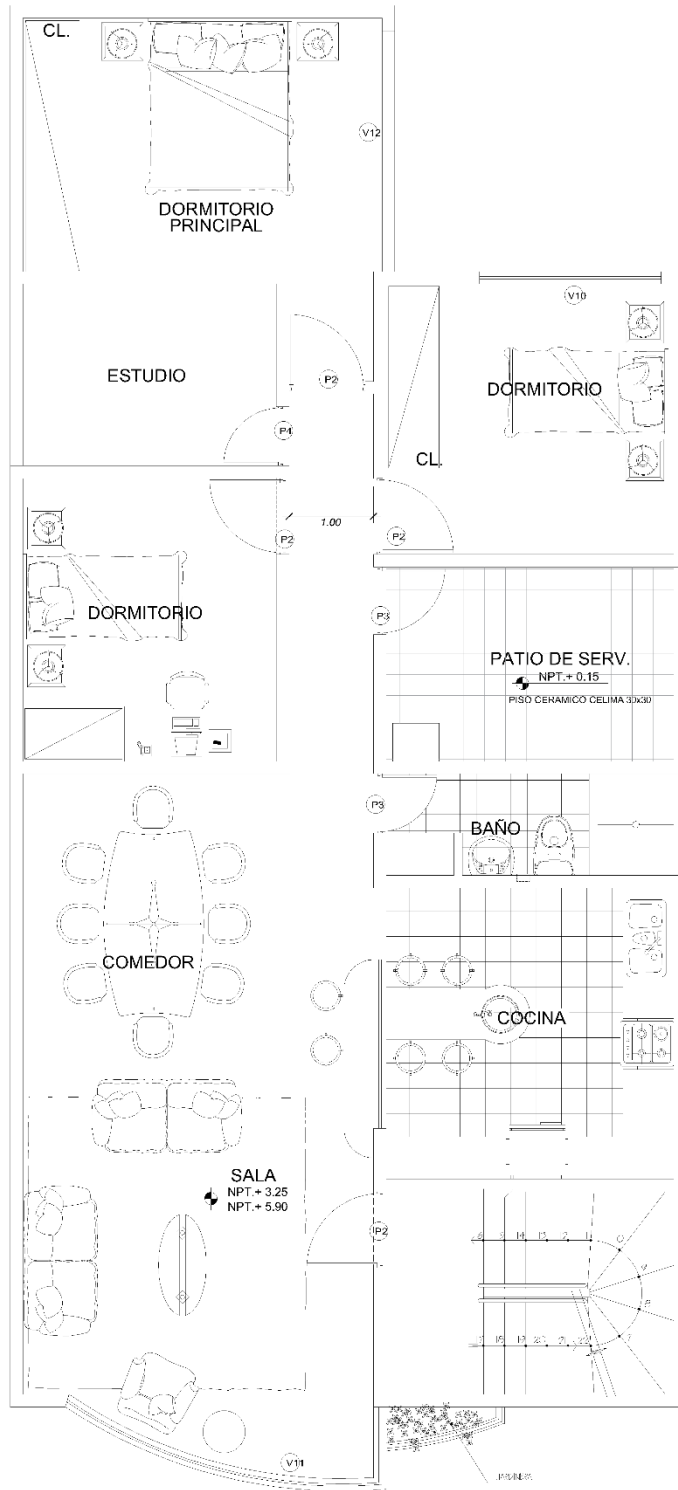 CL.
V12
DORMITORIO
PRINCIPAL
V10
ESTUDIO
P2
DORMITORIO
P4
CL.
1.00
P2
P2
DORMITORIO
P3
PATIO DE SERV.
NPT.+ 0.15
PISO CERAMICO CELIMA 30x30
P3
BAÑO
COMEDOR
COCINA
SALA
NPT.+ 3.25
NPT.+ 5.90
P2
V11